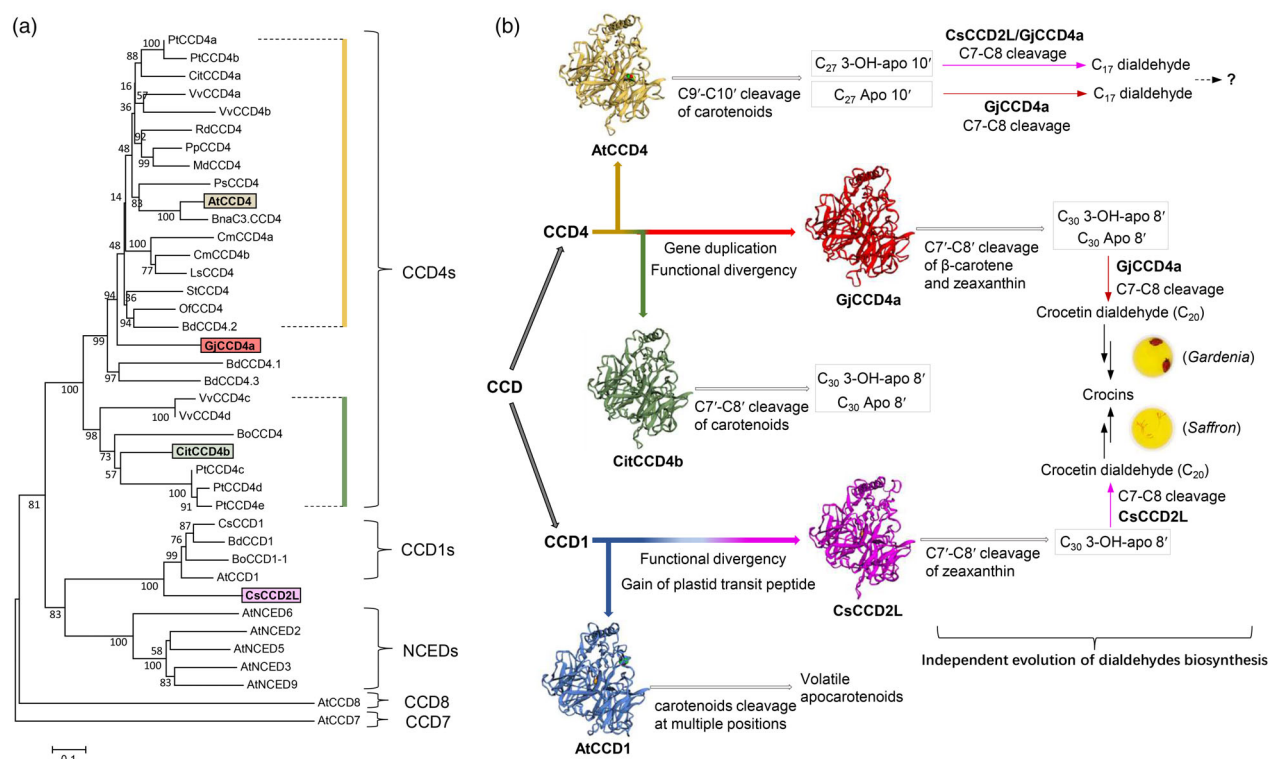 (a)
PtCCD4a
100
PtCCD4b
88
CitCCD4a
16
VvCCD4a
57
36
VvCCD4b
RdCCD4
92
PpCCD4
48
99
MdCCD4
PsCCD4
14
83
AtCCD4
100
BnaC3.CCD4
CmCCD4a
48
100
CmCCD4b
77
LsCCD4
StCCD4
94
36
OfCCD4
94
BdCCD4.2
99
GjCCD4a
BdCCD4.1
97
BdCCD4.3
100
VvCCD4c
100
VvCCD4d
98
BoCCD4
73
CitCCD4b
57
PtCCD4c
100
PtCCD4d
91
PtCCD4e
81
CsCCD1
87
BdCCD1
76
BoCCD1-1
99
AtCCD1
100
CsCCD2L
83
AtNCED6
AtNCED2
100
58
AtNCED5
AtNCED3
100
83
AtNCED9
AtCCD8
AtCCD7
0.1
CCD4s
CCD1s
NCEDs
CCD8
CCD7
(b)
AtCCD4
C9′-C10′ cleavage
of carotenoids
C27 3-OH-apo 10′
C27 Apo 10′
CsCCD2L/GjCCD4a
C7-C8 cleavage
C17 dialdehyde
?
GjCCD4a
C7-C8 cleavage
C17 dialdehyde
CCD4
Gene duplication
Functional divergency
GjCCD4a
C7′-C8′ cleavage
of β-carotene
and zeaxanthin
C30 3-OH-apo 8′
C30 Apo 8′
GjCCD4a
C7-C8 cleavage
Crocetin dialdehyde (C20)
(Gardenia)
CCD
CitCCD4b
C7′-C8′ cleavage
of carotenoids
C30 3-OH-apo 8′
C30 Apo 8′
Crocins
(Saffron)
Crocetin dialdehyde (C20)
C7-C8 cleavage
CsCCD2L
CCD1
Functional divergency
Gain of plastid transit peptide
CsCCD2L
C7′-C8′ cleavage
of zeaxanthin
C30 3-OH-apo 8′
AtCCD1
carotenoids cleavage
at multiple positions
Volatile
apocarotenoids
Independent evolution of dialdehydes biosynthesis